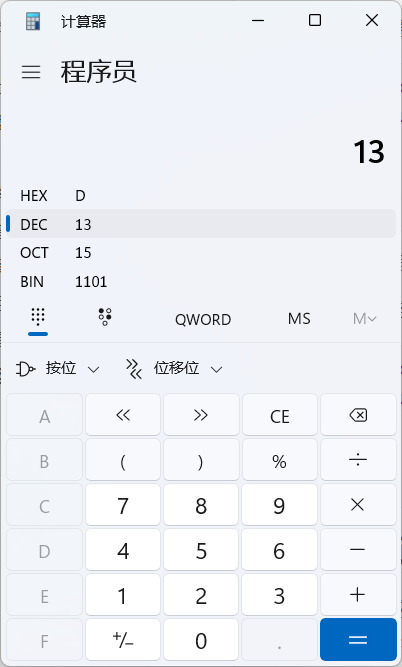 计算器
程序员
13
HEX D
DEC 13
OCT 15
BIN 1101
QWORD MS M
按位 位移位
A « » CE
B ( ) % ÷
C 7 8 9 ×
D 4 5 6 −
E 1 2 3 +
F +/− 0 . =